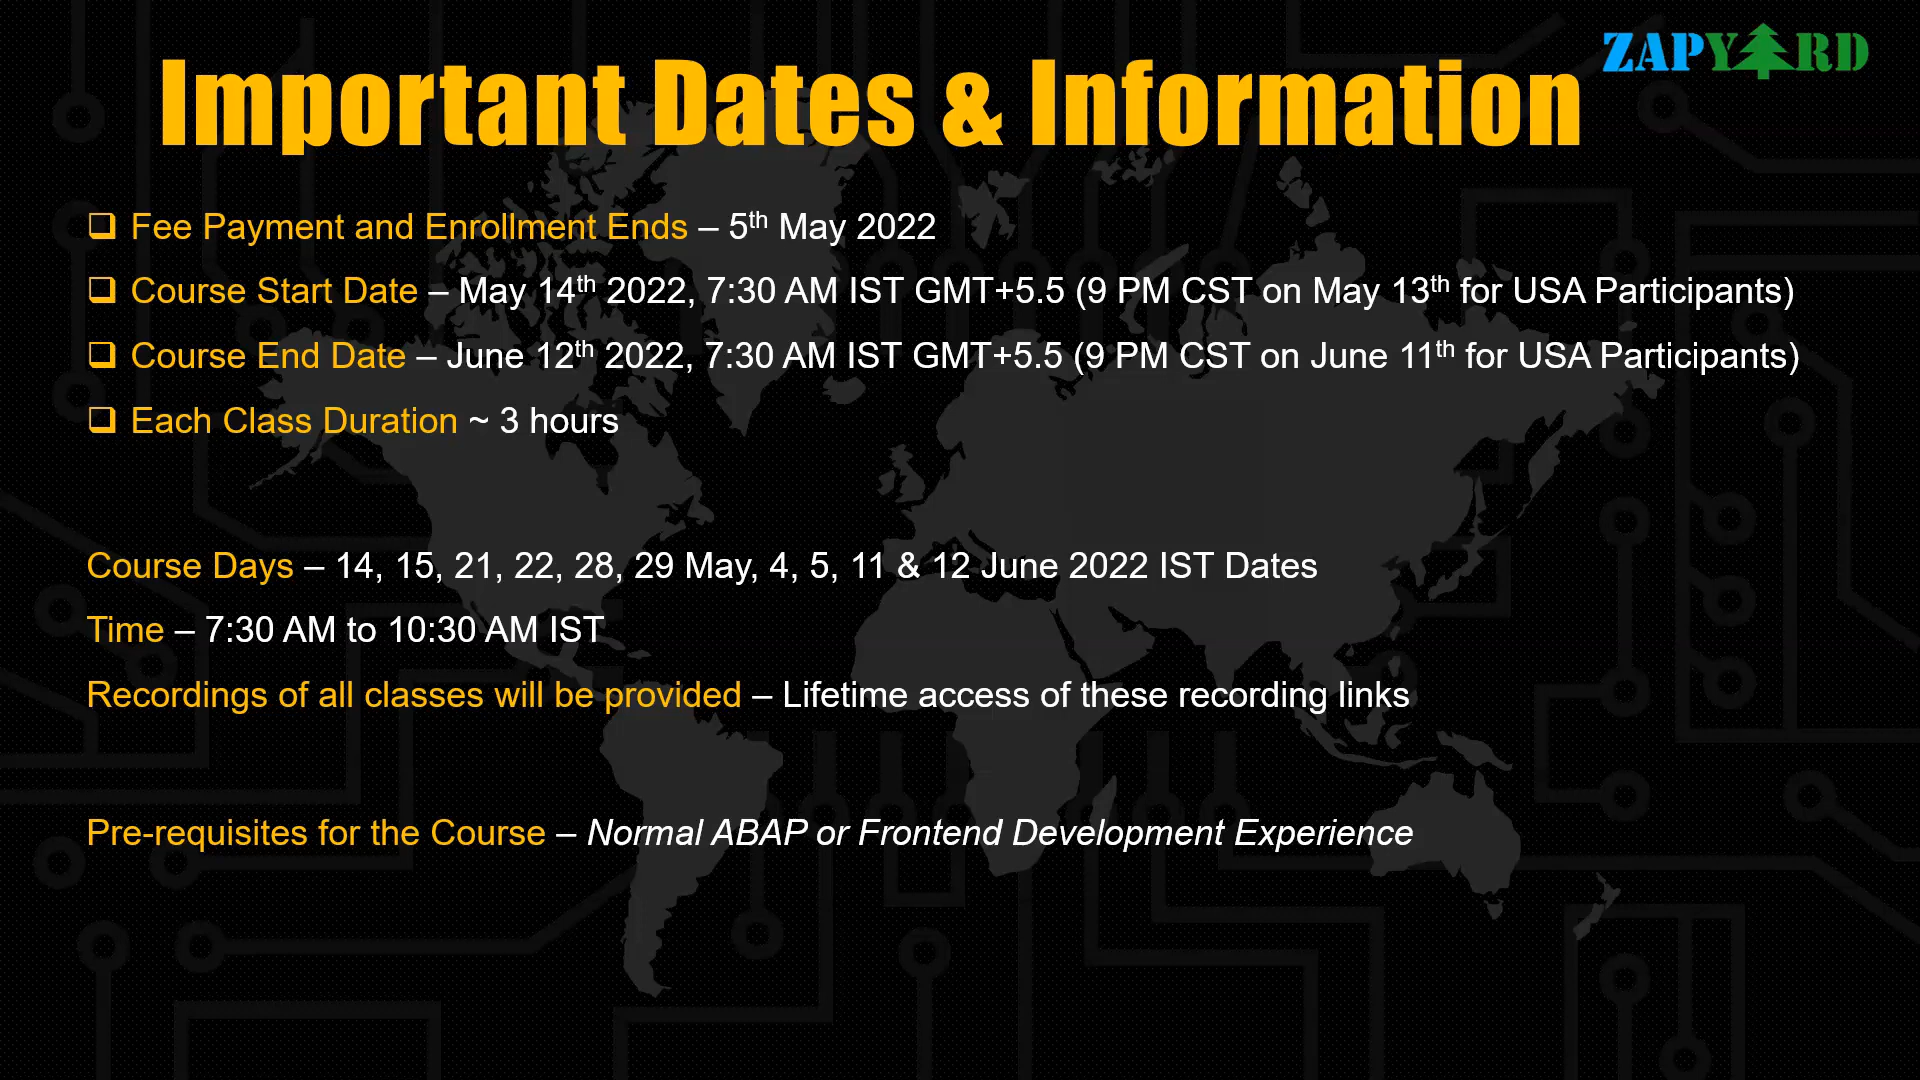 ZAPYARD
Important Dates & Information
❑ Fee Payment and Enrollment Ends – 5th May 2022
❑ Course Start Date – May 14th 2022, 7:30 AM IST GMT+5.5 (9 PM CST on May 13th for USA Participants)
❑ Course End Date – June 12th 2022, 7:30 AM IST GMT+5.5 (9 PM CST on June 11th for USA Participants)
❑ Each Class Duration ~ 3 hours
Course Days – 14, 15, 21, 22, 28, 29 May, 4, 5, 11 & 12 June 2022 IST Dates
Time – 7:30 AM to 10:30 AM IST
Recordings of all classes will be provided – Lifetime access of these recording links
Pre-requisites for the Course – Normal ABAP or Frontend Development Experience